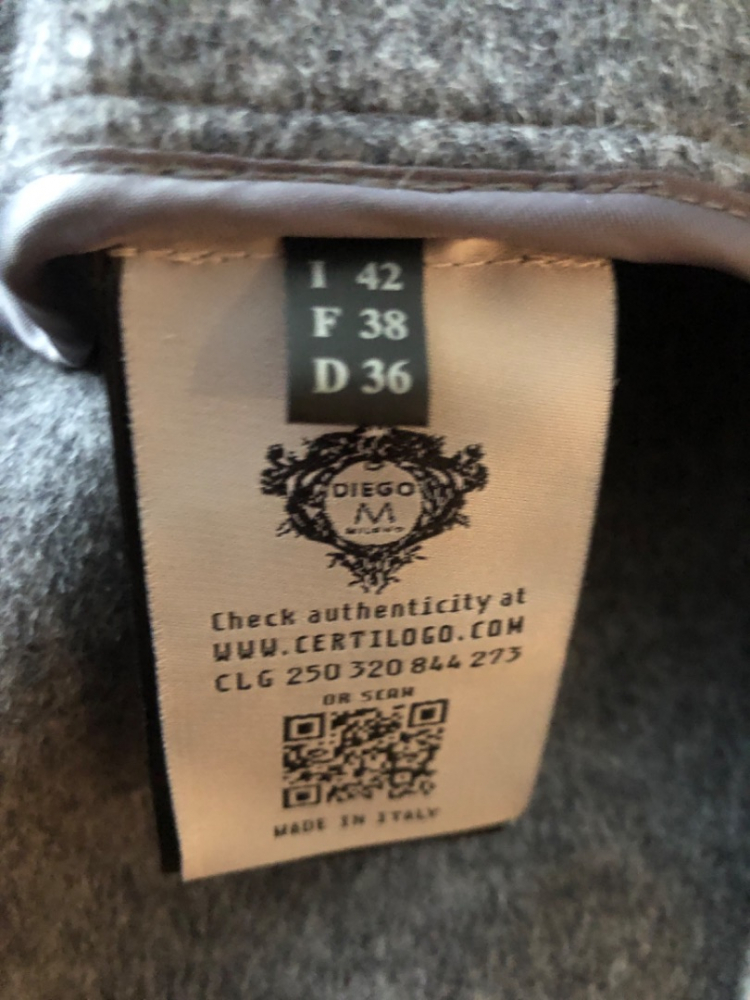 I 42
F 38
D 36
DIEGO
M
MILANO
Check authenticity at
WWW.CERTILOGO.COM
CLG 250 320 844 273
OR SCAN
MADE IN ITALY